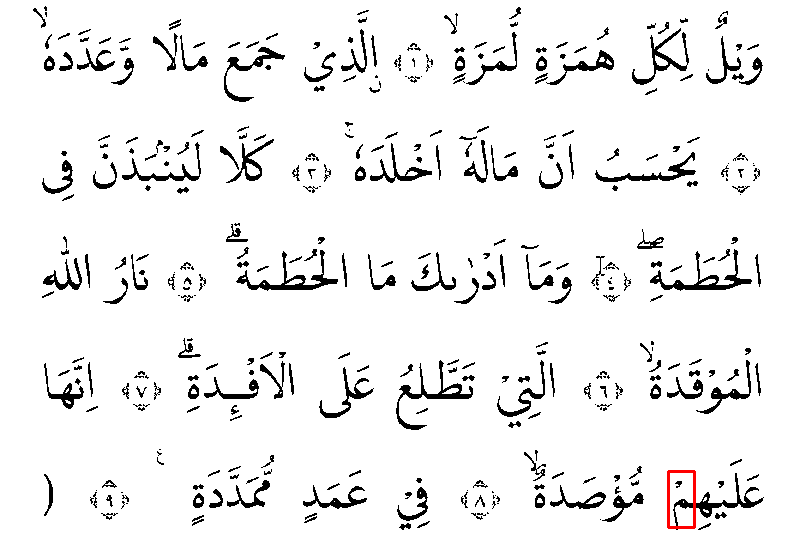 وَيْلٌ لِّكُلِّ هُمَزَةٍ لُّمَزَةٍۙ ﴿١﴾ ۨالَّذِيْ جَمَعَ مَالًا وَّعَدَّدَهٗۙ
﴿٢﴾ يَحْسَبُ اَنَّ مَالَهٗٓ اَخْلَدَهٗۚ ﴿٣﴾ كَلَّا لَيُنْۢبَذَنَّ فِى
الْحُطَمَةِۖ ﴿٤﴾ وَمَآ اَدْرٰىكَ مَا الْحُطَمَةُۗ ﴿٥﴾ نَارُ اللّٰهِ
الْمُوْقَدَةُۙ ﴿٦﴾ الَّتِيْ تَطَّلِعُ عَلَى الْاَفْـِٕدَةِۗ ﴿٧﴾ اِنَّهَا
عَلَيْهِمْ مُّؤْصَدَةٌۙ ﴿٨﴾ فِيْ عَمَدٍ مُّمَدَّدَةٍ ࣖ ﴿٩﴾ (